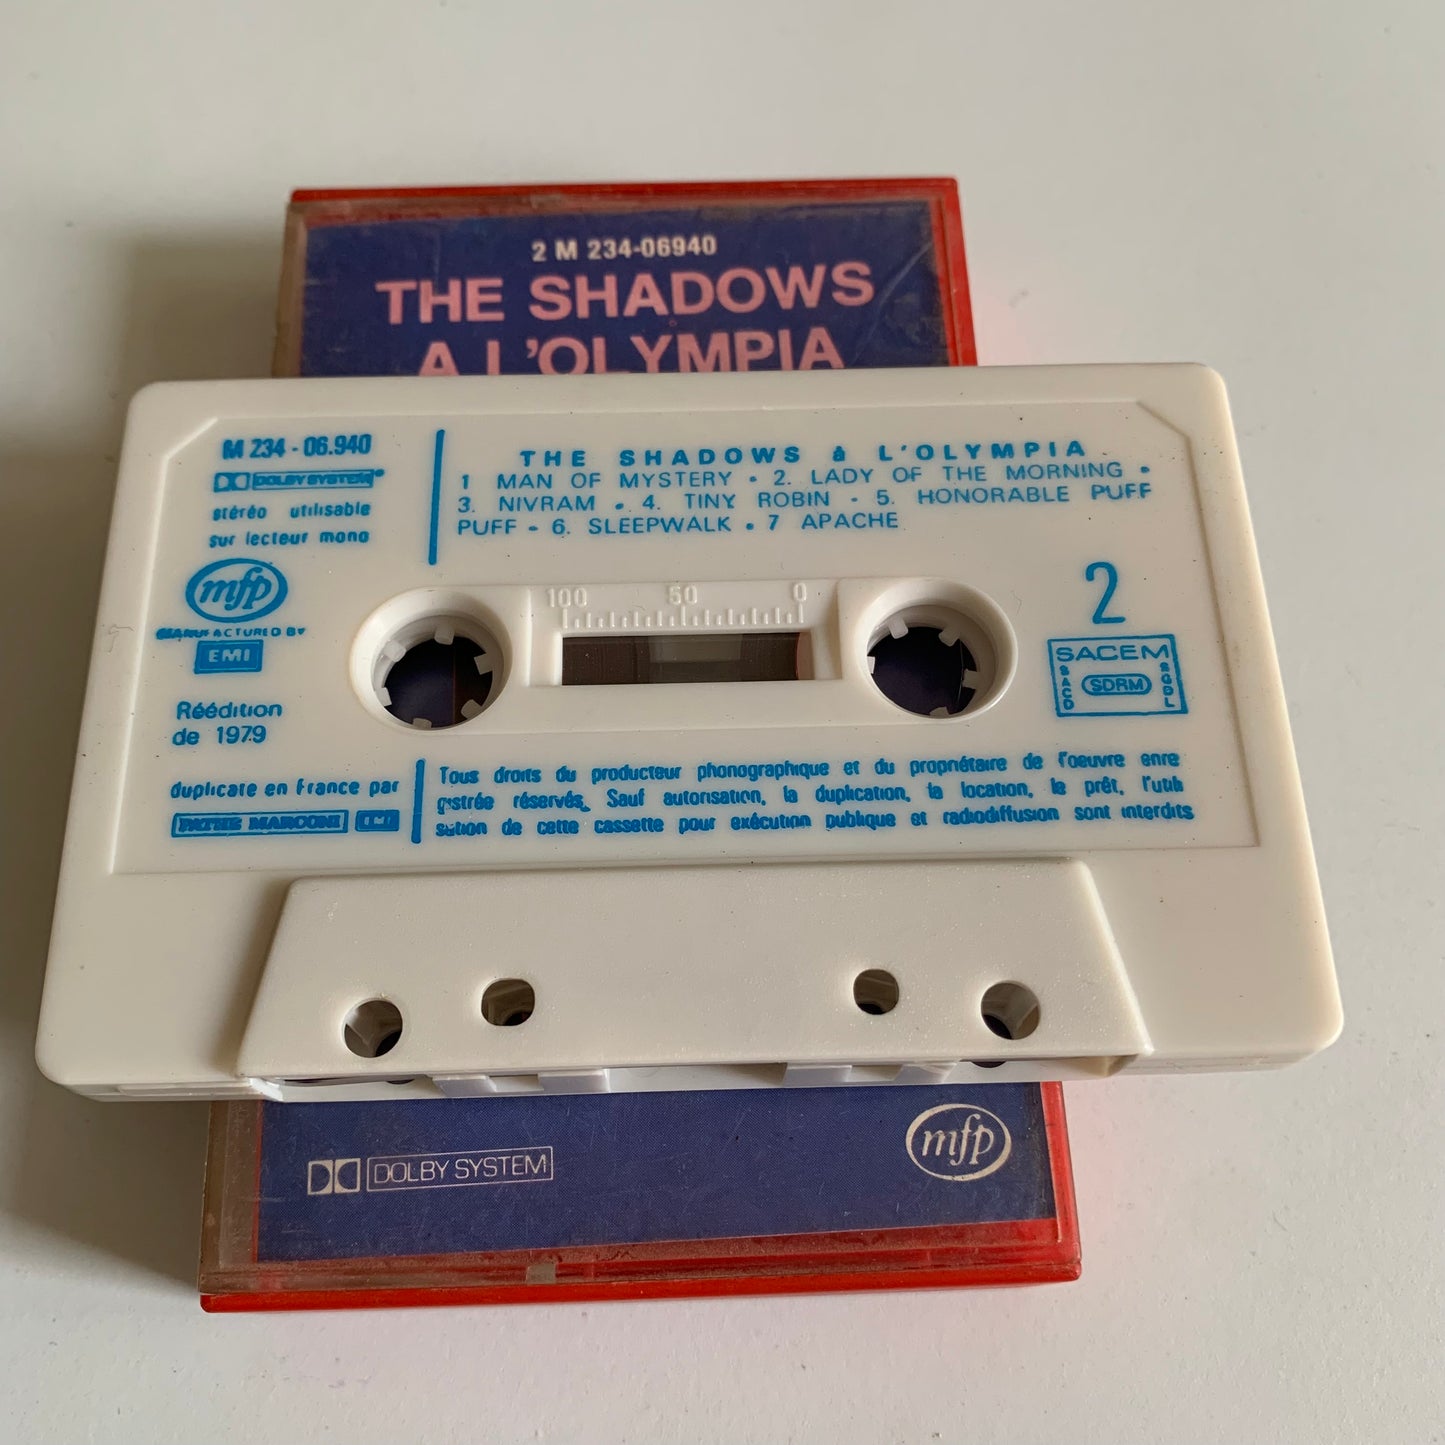 2 M 234-06940
THE SHADOWS
A L'OLYMPIA
M 234 - 06.940
DOLBY SYSTEM
stéréo utilisable
sur lecteur mono
mfp
MANUFACTURED BY
EMI
Réédition
de 1979
duplicate en France par
PATHE MARCONI EMI
THE SHADOWS à L'OLYMPIA
1 MAN OF MYSTERY • 2. LADY OF THE MORNING •
3. NIVRAM • 4. TINY ROBIN • 5. HONORABLE PUFF
PUFF • 6. SLEEPWALK • 7 APACHE
100 50 0
2
SACEM
SACD SDRM SGDL
Tous droits du producteur phonographique et du propriétaire de l'oeuvre enre
gistrée réservés. Sauf autorisation, la duplication, la location, le prêt, l'utili
sation de cette cassette pour exécution publique et radiodiffusion sont interdits
DOLBY SYSTEM
mfp